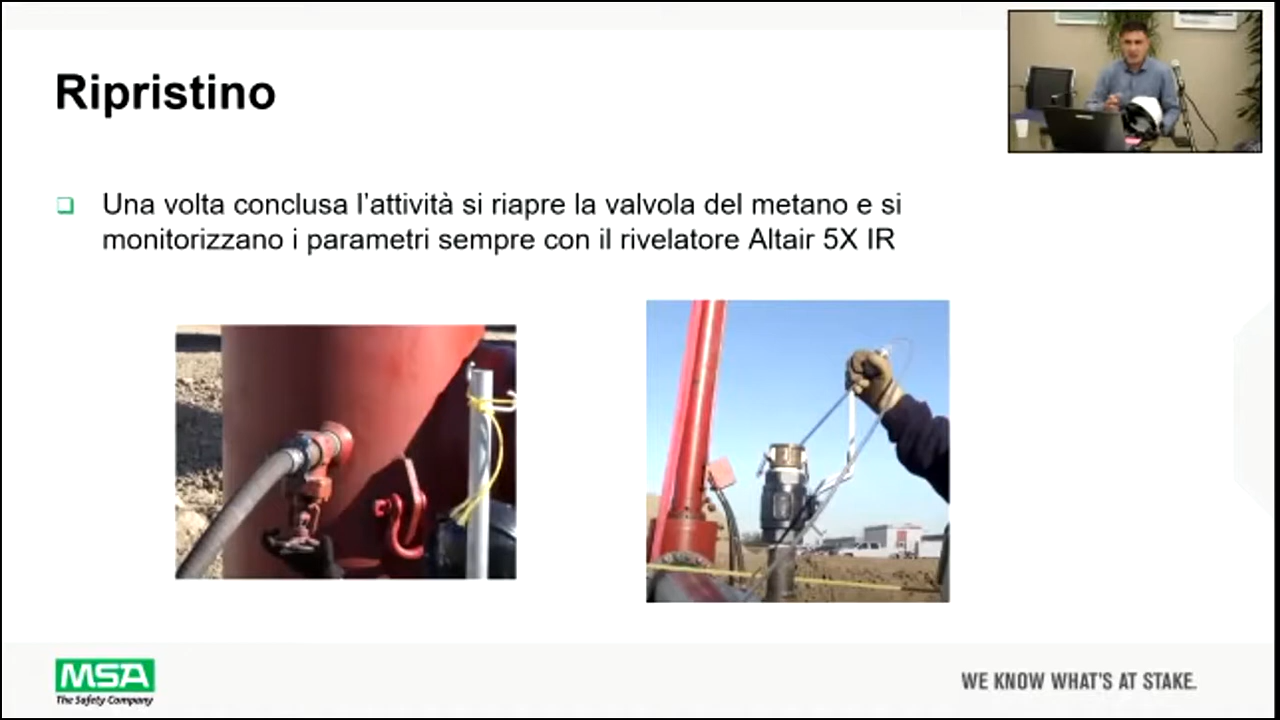 Ripristino
Una volta conclusa l'attività si riapre la valvola del metano e si
monitorizzano i parametri sempre con il rivelatore Altair 5X IR
MSA
The Safety Company
WE KNOW WHAT'S AT STAKE.